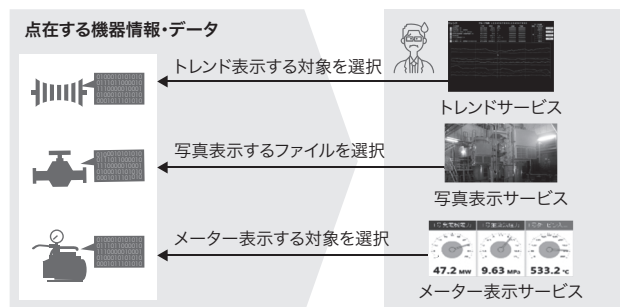 点在する機器情報・データ
トレンド表示する対象を選択
トレンドサービス
写真表示するファイルを選択
写真表示サービス
メーター表示する対象を選択
47.2 MW
9.63 MPa
533.2 ℃
メーター表示サービス